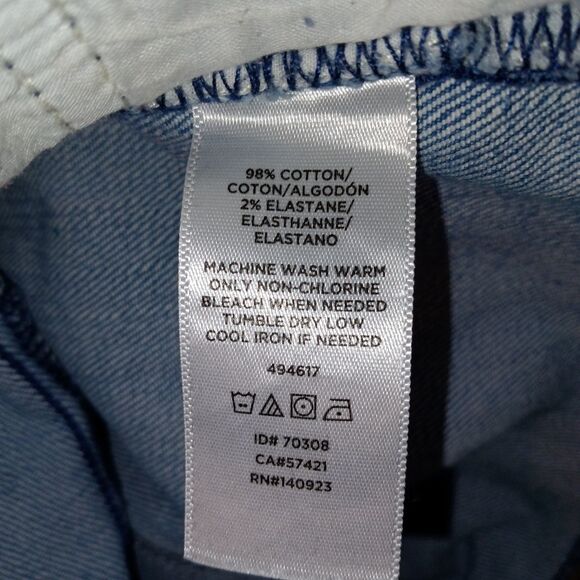 98% COTTON/
COTON/ALGODÓN
2% ELASTANE/
ELASTHANNE/
ELASTANO
MACHINE WASH WARM
ONLY NON-CHLORINE
BLEACH WHEN NEEDED
TUMBLE DRY LOW
COOL IRON IF NEEDED
494617
ID# 70308
CA#57421
RN#140923